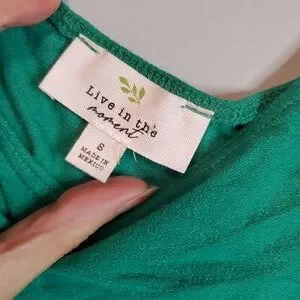 Live in the
moment
S
MADE IN
MEXICO